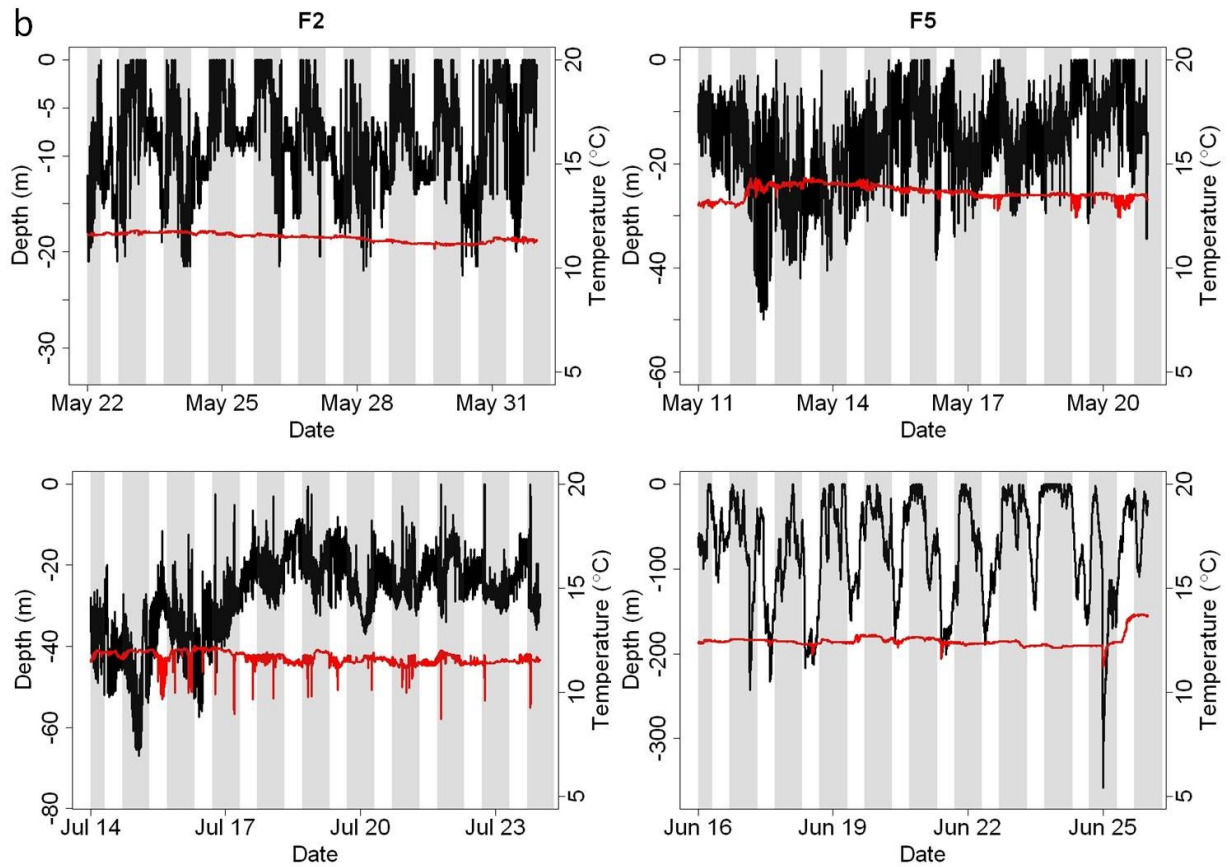 b
F2
F5
0
-5
-10
-20
-30
Depth (m)
20
15
10
5
Temperature (°C)
May 22
May 25
May 28
May 31
Date
0
-20
-40
-60
Depth (m)
20
15
10
5
Temperature (°C)
May 11
May 14
May 17
May 20
Date
0
-20
-40
-60
-80
Depth (m)
20
15
10
5
Temperature (°C)
Jul 14
Jul 17
Jul 20
Jul 23
Date
0
-100
-200
-300
Depth (m)
20
15
10
5
Temperature (°C)
Jun 16
Jun 19
Jun 22
Jun 25
Date